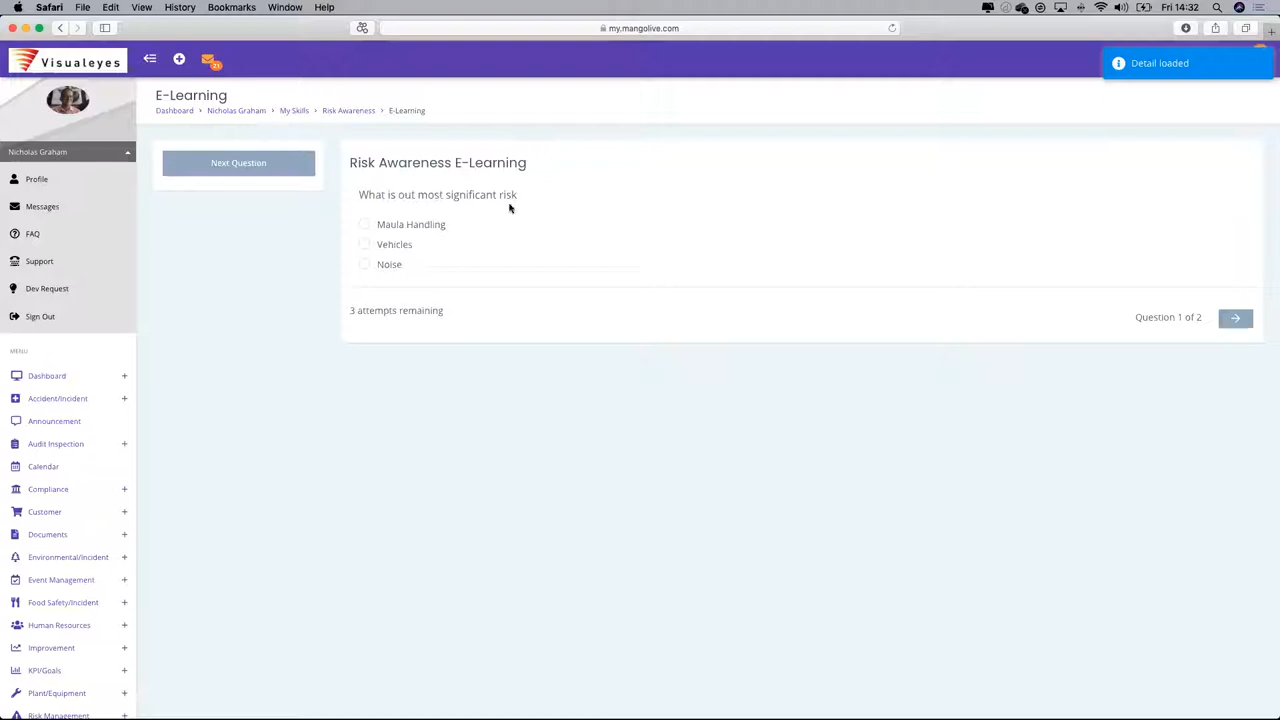 Safari File Edit View History Bookmarks Window Help
Fri 14:32
my.mangolive.com
Visualeyes
21
Detail loaded
E-Learning
Dashboard > Nicholas Graham > My Skills > Risk Awareness > E-Learning
Nicholas Graham
Profile
Messages
FAQ
Support
Dev Request
Sign Out
MENU
Dashboard +
Accident/Incident +
Announcement
Audit Inspection +
Calendar
Compliance +
Customer +
Documents +
Environmental/Incident +
Event Management +
Food Safety/Incident +
Human Resources +
Improvement +
KPI/Goals +
Plant/Equipment +
Risk Management +
Next Question
Risk Awareness E-Learning
What is out most significant risk
Maula Handling
Vehicles
Noise
3 attempts remaining
Question 1 of 2